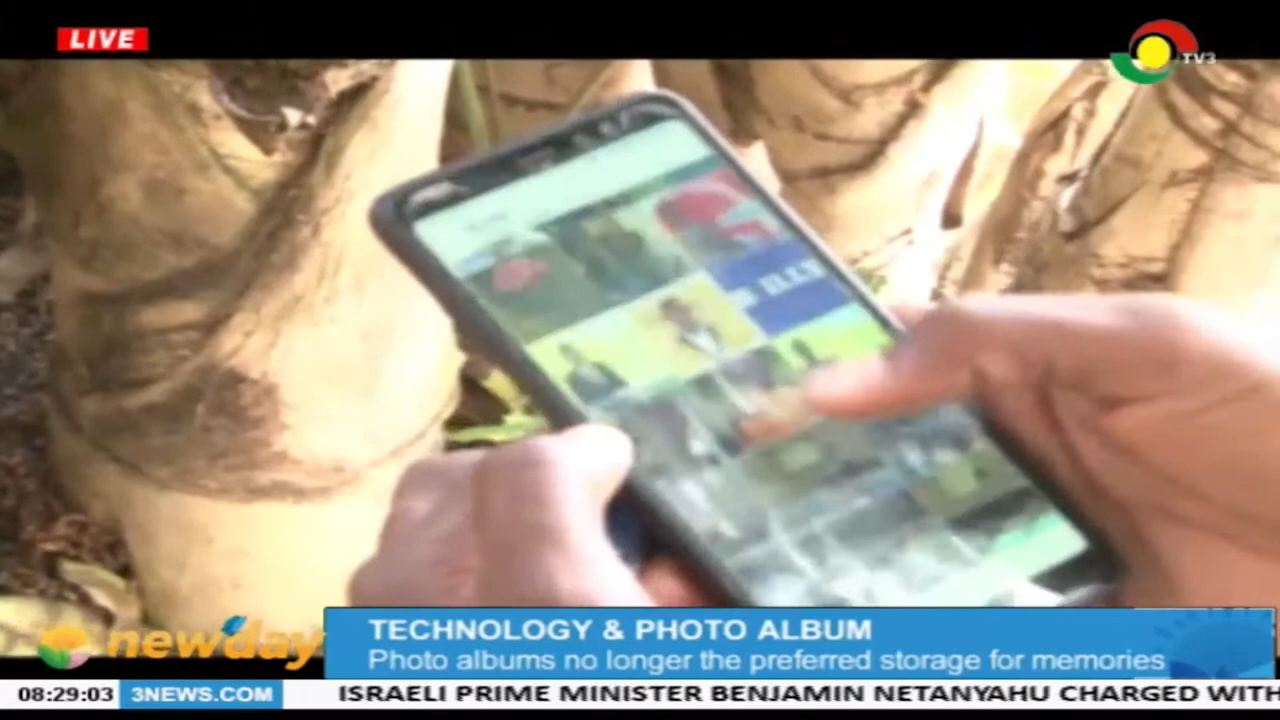 LIVE
TV3
newday
TECHNOLOGY & PHOTO ALBUM
Photo albums no longer the preferred storage for memories
08:29:03 3NEWS.COM ISRAELI PRIME MINISTER BENJAMIN NETANYAHU CHARGED WITH